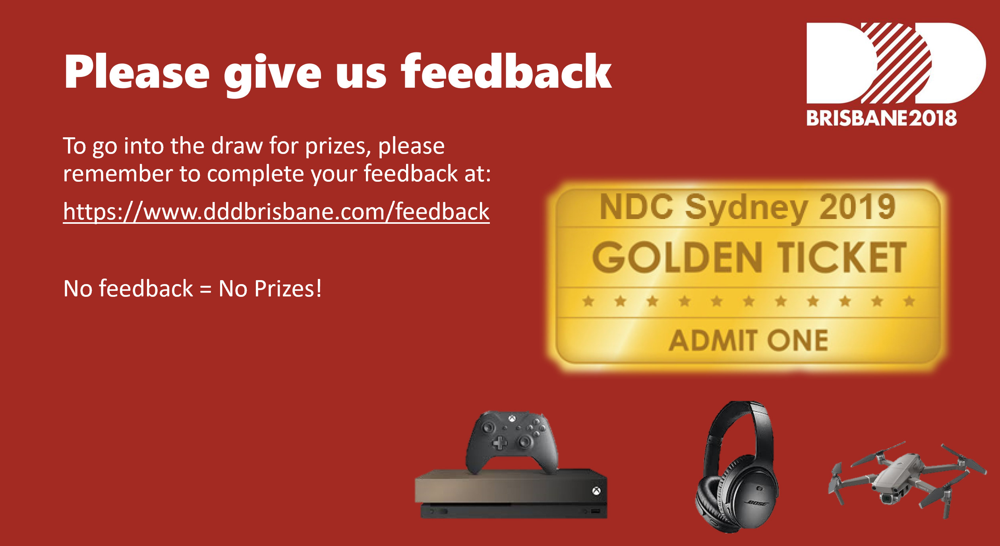 Please give us feedback
BRISBANE2018
To go into the draw for prizes, please
remember to complete your feedback at:
https://www.dddbrisbane.com/feedback
No feedback = No Prizes!
NDC Sydney 2019
GOLDEN TICKET
ADMIT ONE
BOSE